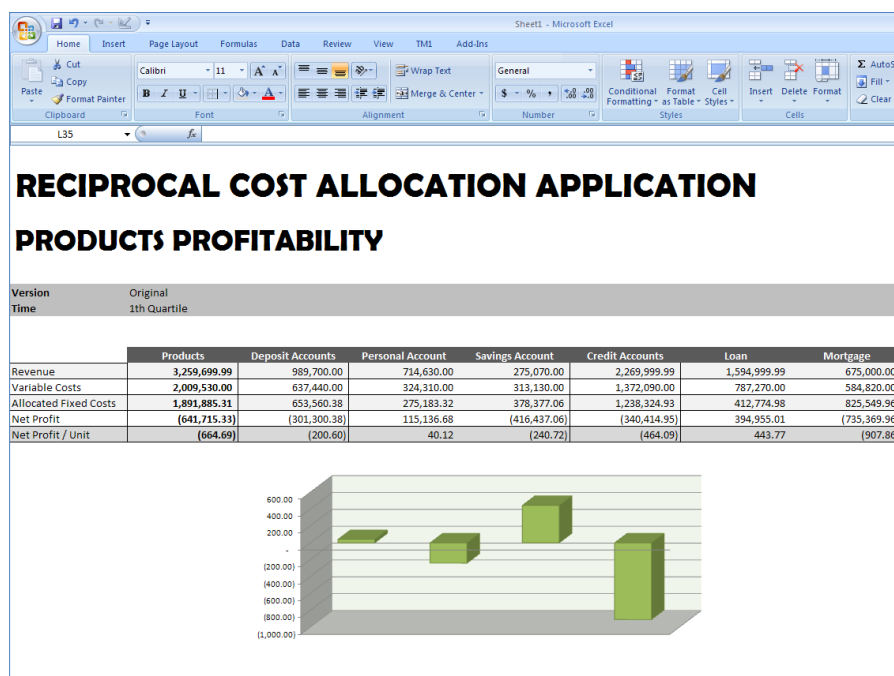 Sheet1 - Microsoft Excel
Home Insert Page Layout Formulas Data Review View TM1 Add-Ins
Cut
Copy
Format Painter
Paste
Clipboard
Calibri 11
B I U
Font
Wrap Text
Merge & Center
Alignment
General
$ % ,
Number
Conditional Formatting
Format as Table
Cell Styles
Styles
Insert Delete Format
Cells
Σ AutoS
Fill
Clear
L35 fx
RECIPROCAL COST ALLOCATION APPLICATION
PRODUCTS PROFITABILITY
Version Original
Time 1th Quartile
Products Deposit Accounts Personal Account Savings Account Credit Accounts Loan Mortgage
Revenue 3,259,699.99 989,700.00 714,630.00 275,070.00 2,269,999.99 1,594,999.99 675,000.00
Variable Costs 2,009,530.00 637,440.00 324,310.00 313,130.00 1,372,090.00 787,270.00 584,820.00
Allocated Fixed Costs 1,891,885.31 653,560.38 275,183.32 378,377.06 1,238,324.93 412,774.98 825,549.96
Net Profit (641,715.33) (301,300.38) 115,136.68 (416,437.06) (340,414.95) 394,955.01 (735,369.96
Net Profit / Unit (664.69) (200.60) 40.12 (240.72) (464.09) 443.77 (907.86
600.00
400.00
200.00
-
(200.00)
(400.00)
(600.00)
(800.00)
(1,000.00)